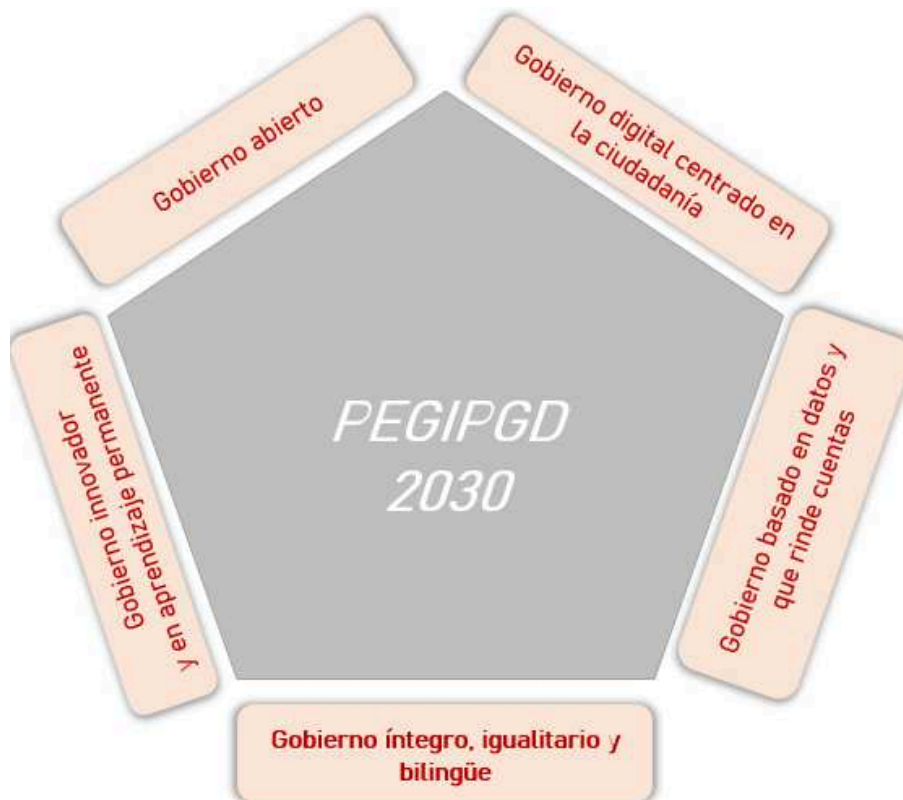 Gobierno abierto
Gobierno digital centrado en
la ciudadanía
Gobierno innovador
y en aprendizaje permanente
PEGIPGD
2030
Gobierno basado en datos y
que rinde cuentas
Gobierno íntegro, igualitario y
bilingüe